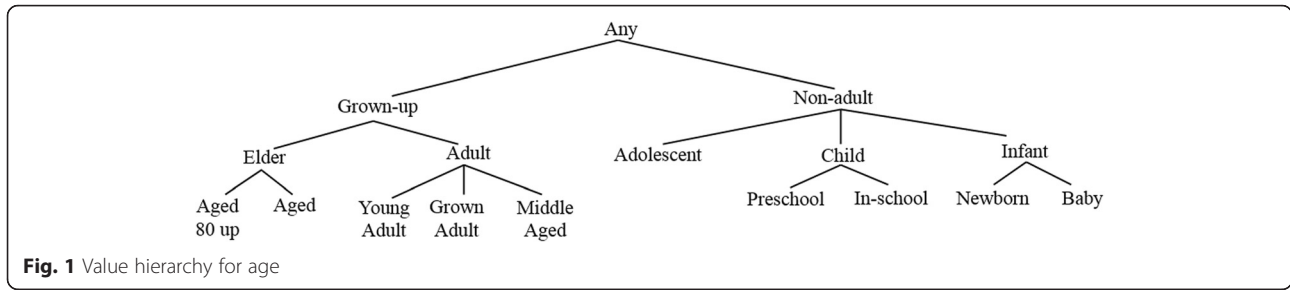 Any
Grown-up
Non-adult
Elder
Adult
Adolescent
Child
Infant
Aged
80 up
Aged
Young
Adult
Grown
Adult
Middle
Aged
Preschool
In-school
Newborn
Baby
Fig. 1 Value hierarchy for age